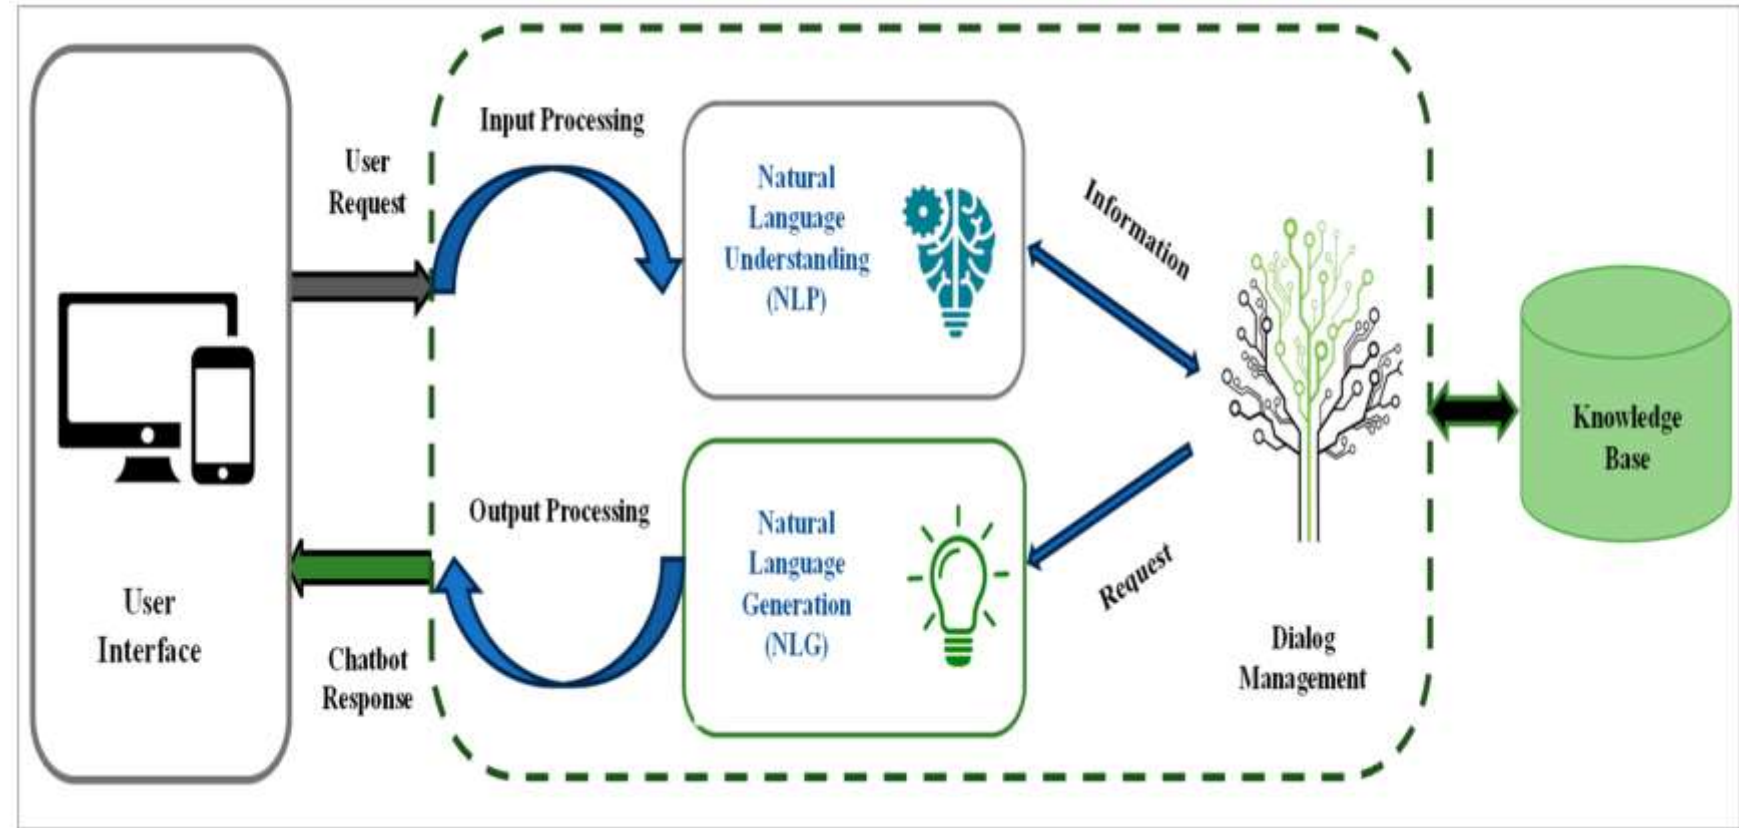 User
Request
Input Processing
Natural
Language
Understanding
(NLP)
Information
Knowledge
Base
User
Interface
Output Processing
Chatbot
Response
Natural
Language
Generation
(NLG)
Request
Dialog
Management